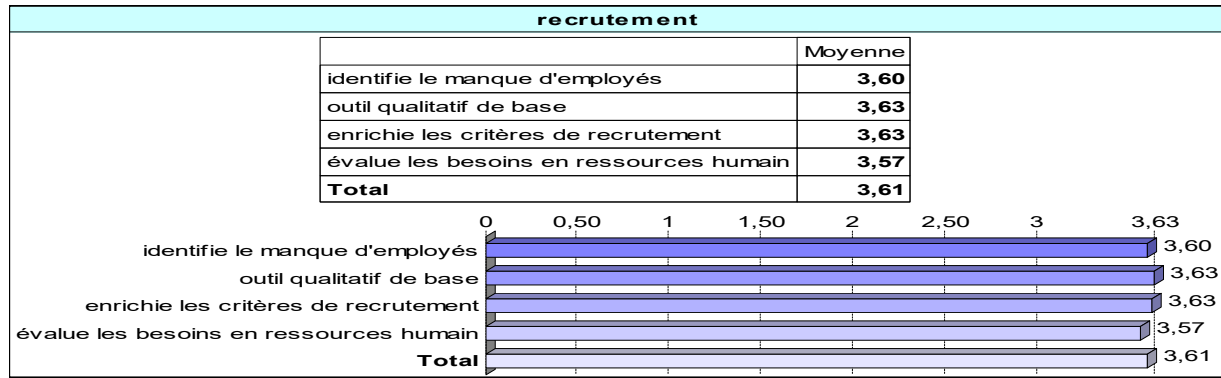 recrutement
Moyenne
identifie le manque d'employés 3,60
outil qualitatif de base 3,63
enrichie les critères de recrutement 3,63
évalue les besoins en ressources humain 3,57
Total 3,61
0 0,50 1 1,50 2 2,50 3 3,63
identifie le manque d'employés 3,60
outil qualitatif de base 3,63
enrichie les critères de recrutement 3,63
évalue les besoins en ressources humain 3,57
Total 3,61